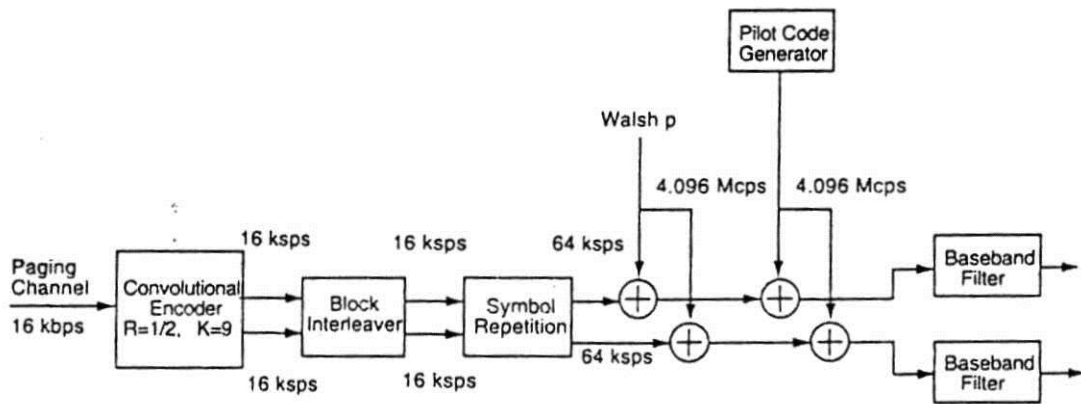 Pilot Code
Generator
Walsh p
4.096 Mcps
4.096 Mcps
16 ksps
16 ksps
64 ksps
Paging
Channel
16 kbps
Convolutional
Encoder
R=1/2, K=9
Block
Interleaver
Symbol
Repetition
Baseband
Filter
64 ksps
16 ksps
16 ksps
Baseband
Filter